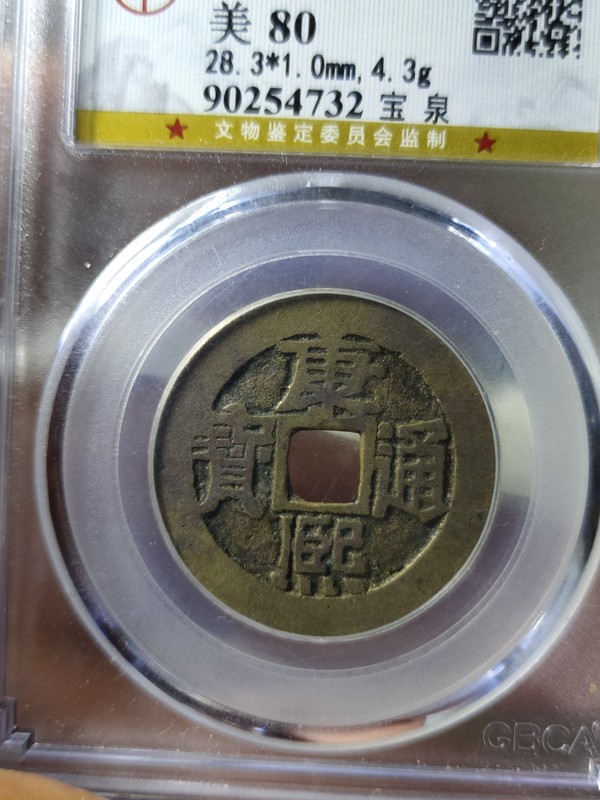 美 80
28.3*1.0mm,4.3g
90254732 宝 泉
★ 文物鉴定委员会监制 ★
康
寳 通
熙
GBCA